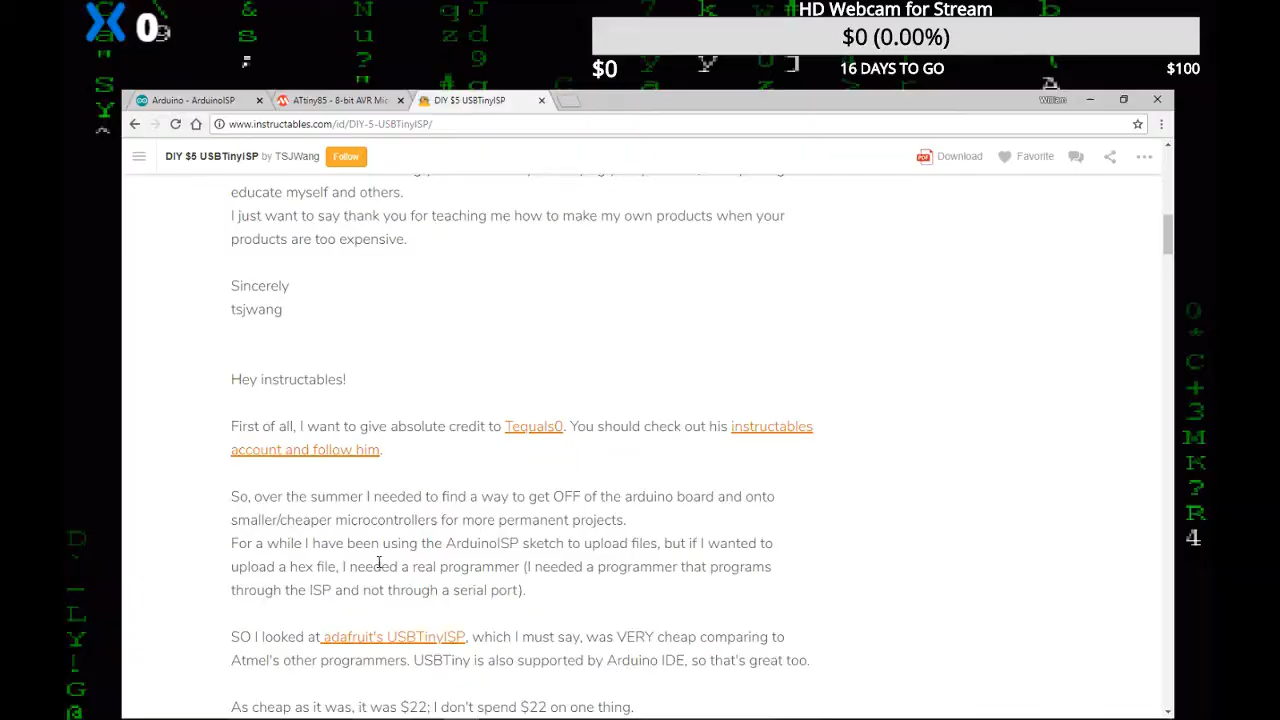 HD Webcam for Stream
0
$0 (0.00%)
$0
16 DAYS TO GO
$100
Arduino - ArduinoISP
ATtiny85 - 8-bit AVR Mic
DIY $5 USBTinyISP
William
www.instructables.com/id/DIY-5-USBTinyISP/
DIY $5 USBTinyISP by TSJWang
Follow
Download
Favorite
educate myself and others.
I just want to say thank you for teaching me how to make my own products when your
products are too expensive.
Sincerely
tsjwang
Hey instructables!
First of all, I want to give absolute credit to Tequals0. You should check out his instructables
account and follow him.
So, over the summer I needed to find a way to get OFF of the arduino board and onto
smaller/cheaper microcontrollers for more permanent projects.
For a while I have been using the ArduinoISP sketch to upload files, but if I wanted to
upload a hex file, I needed a real programmer (I needed a programmer that programs
through the ISP and not through a serial port).
SO I looked at adafruit's USBTinyISP, which I must say, was VERY cheap comparing to
Atmel's other programmers. USBTiny is also supported by Arduino IDE, so that's great too.
As cheap as it was, it was $22; I don't spend $22 on one thing.